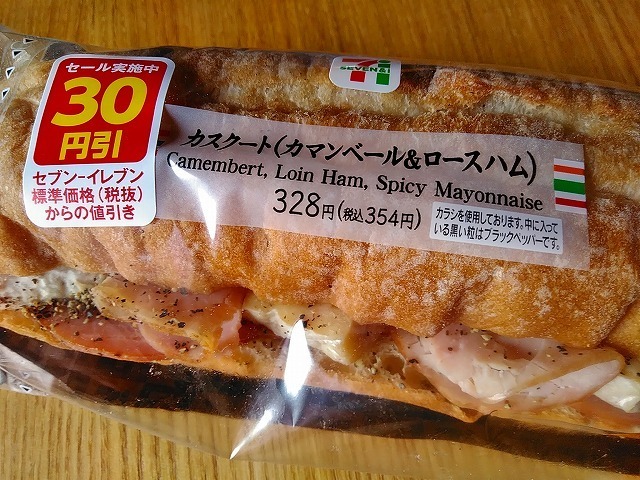 セール実施中
30
円引
セブン-イレブン
標準価格(税抜)
からの値引き
7
SEVEN&i
カスクート(カマンベール&ロースハム)
Camembert, Loin Ham, Spicy Mayonnaise
328円(税込354円)
カラシを使用しております。中に入って
いる黒い粒はブラックペッパーです。